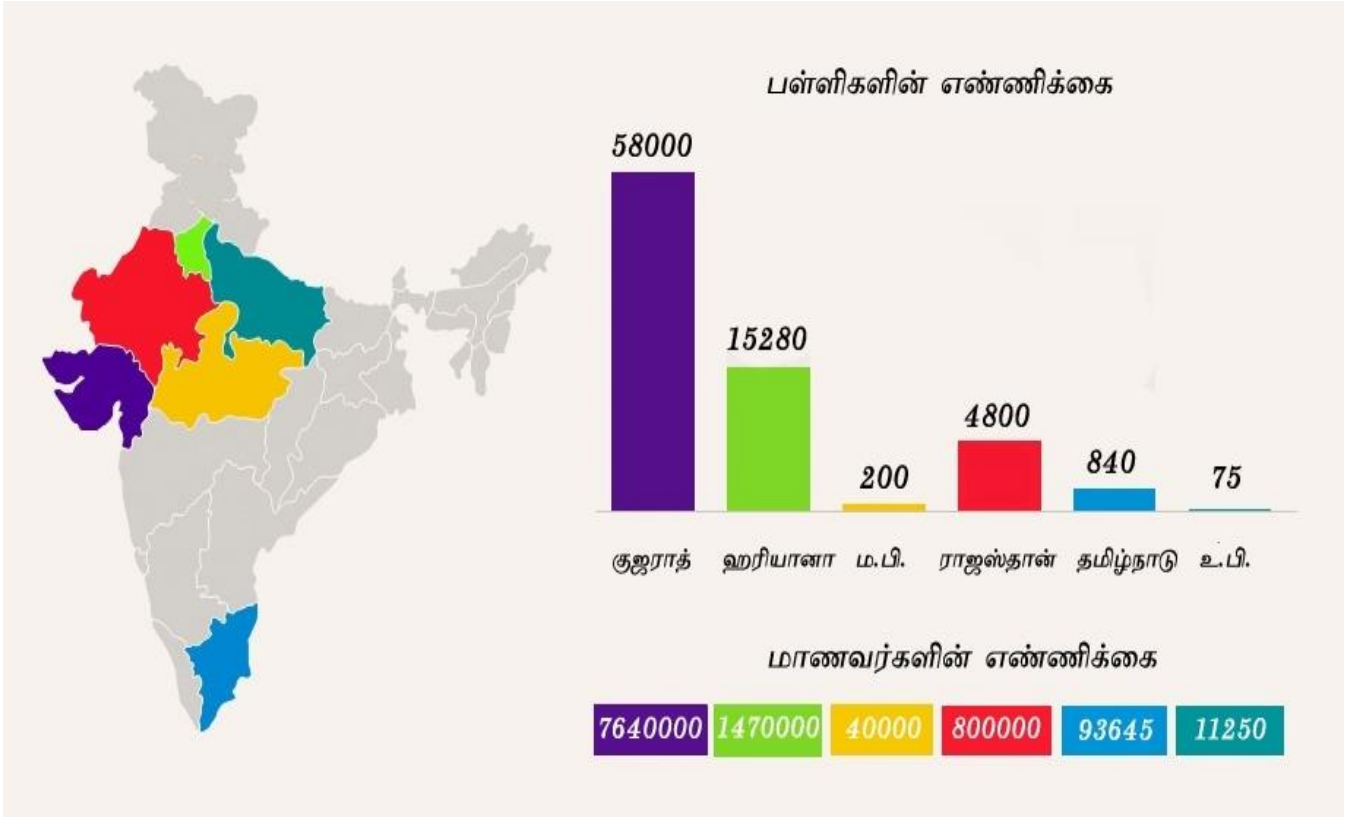 பள்ளிகளின் எண்ணிக்கை
58000
15280
200
4800
840
75
குஜராத் ஹரியானா ம.பி. ராஜஸ்தான் தமிழ்நாடு உ.பி.
மாணவர்களின் எண்ணிக்கை
7640000 1470000 40000 800000 93645 11250